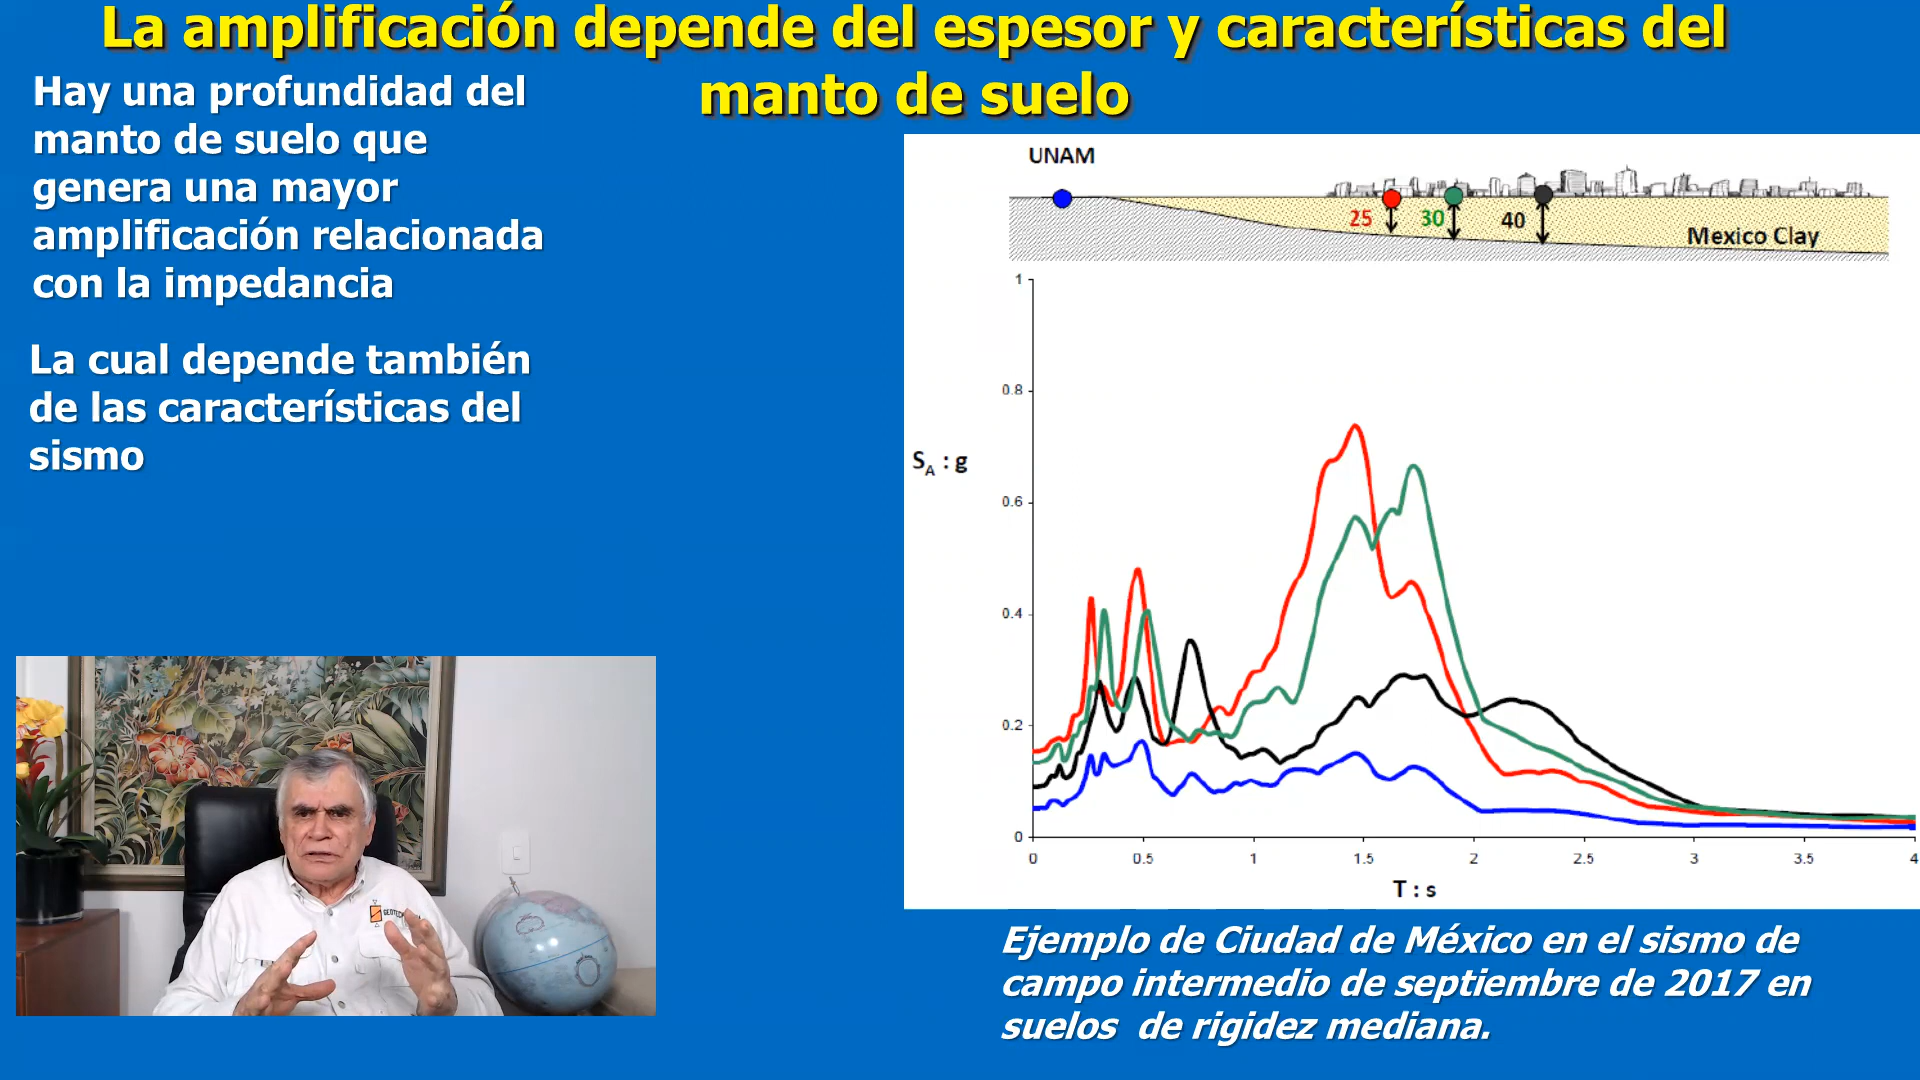 La amplificación depende del espesor y características del
manto de suelo
Hay una profundidad del
manto de suelo que
genera una mayor
amplificación relacionada
con la impedancia
La cual depende también
de las características del
sismo
UNAM
25
30
40
Mexico Clay
1
0.8
0.6
0.4
0.2
0
S_A : g
0 0.5 1 1.5 2 2.5 3 3.5 4
T : s
Ejemplo de Ciudad de México en el sismo de
campo intermedio de septiembre de 2017 en
suelos de rigidez mediana.